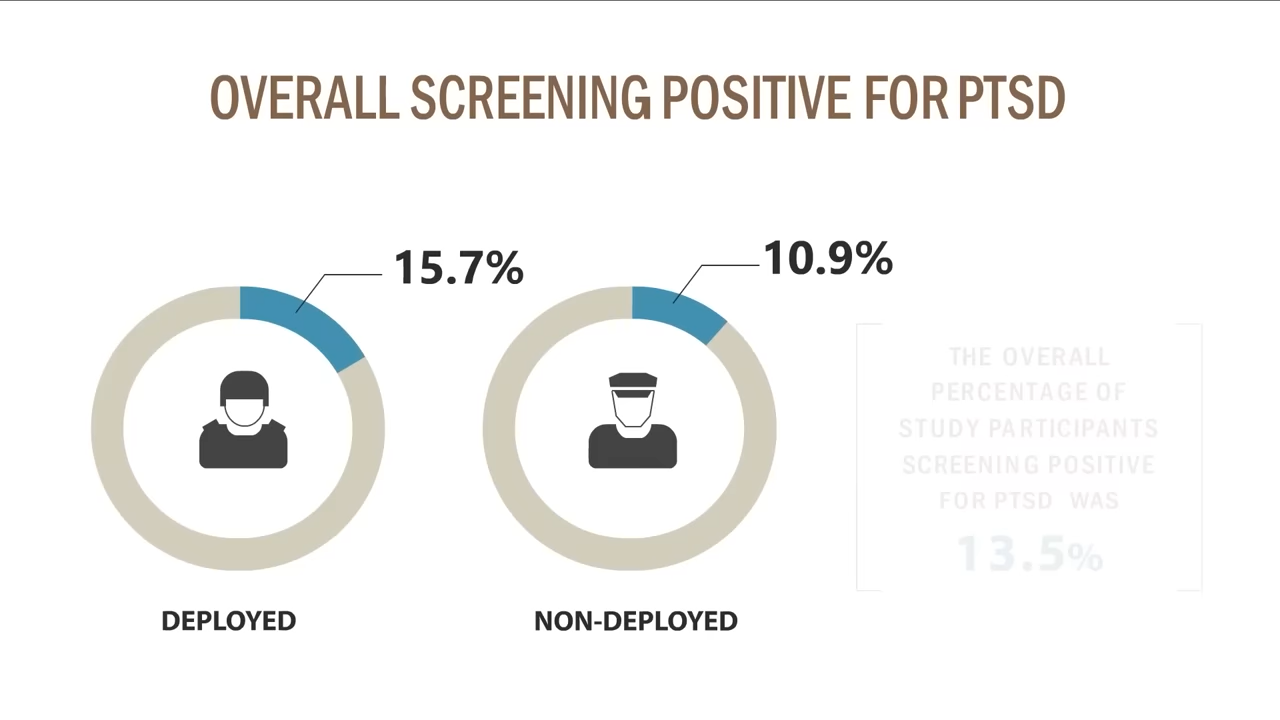 OVERALL SCREENING POSITIVE FOR PTSD
15.7%
10.9%
THE OVERALL
PERCENTAGE OF
STUDY PARTICIPANTS
SCREENING POSITIVE
FOR PTSD WAS
13.5%
DEPLOYED
NON-DEPLOYED